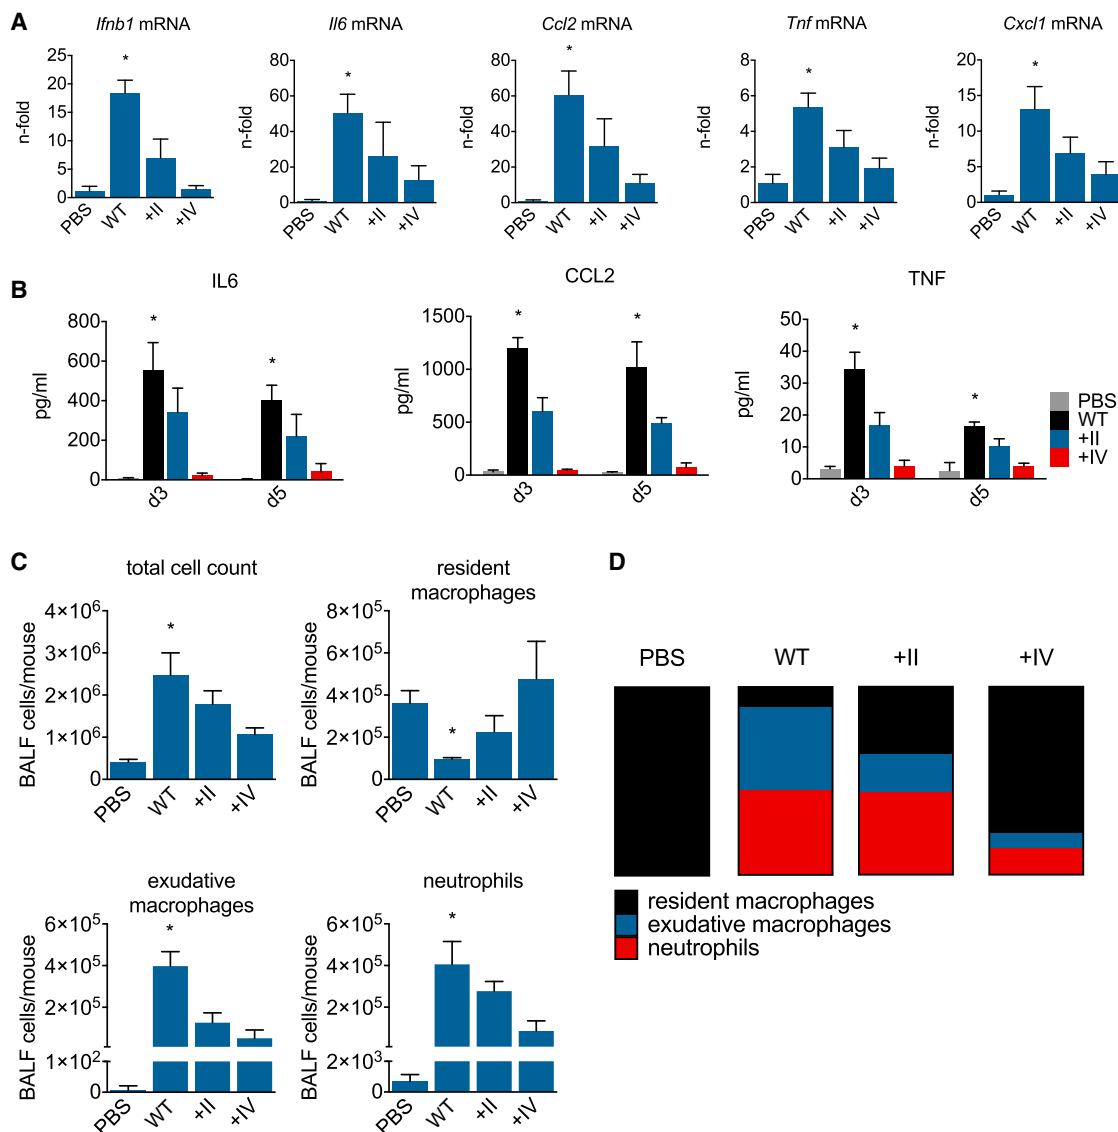 A
Ifnb1 mRNA
Il6 mRNA
Ccl2 mRNA
Tnf mRNA
Cxcl1 mRNA
n-fold
25
20
15
10
5
0
*
PBS
WT
+II
+IV
n-fold
80
60
40
20
0
*
PBS
WT
+II
+IV
n-fold
80
60
40
20
0
*
PBS
WT
+II
+IV
n-fold
8
6
4
2
0
*
PBS
WT
+II
+IV
n-fold
20
15
10
5
0
*
PBS
WT
+II
+IV
B
IL6
pg/ml
800
600
400
200
0
*
*
d3
d5
CCL2
pg/ml
1500
1000
500
0
*
*
d3
d5
TNF
pg/ml
50
40
30
20
10
0
*
*
d3
d5
PBS
WT
+II
+IV
C
total cell count
BALF cells/mouse
4×10⁶
3×10⁶
2×10⁶
1×10⁶
0
*
PBS
WT
+II
+IV
resident
macrophages
BALF cells/mouse
8×10⁵
6×10⁵
4×10⁵
2×10⁵
0
*
PBS
WT
+II
+IV
exudative
macrophages
BALF cells/mouse
6×10⁵
4×10⁵
2×10⁵
1×10²
0
*
PBS
WT
+II
+IV
neutrophils
BALF cells/mouse
6×10⁵
4×10⁵
2×10⁵
2×10³
0
*
PBS
WT
+II
+IV
D
PBS
WT
+II
+IV
resident macrophages
exudative macrophages
neutrophils